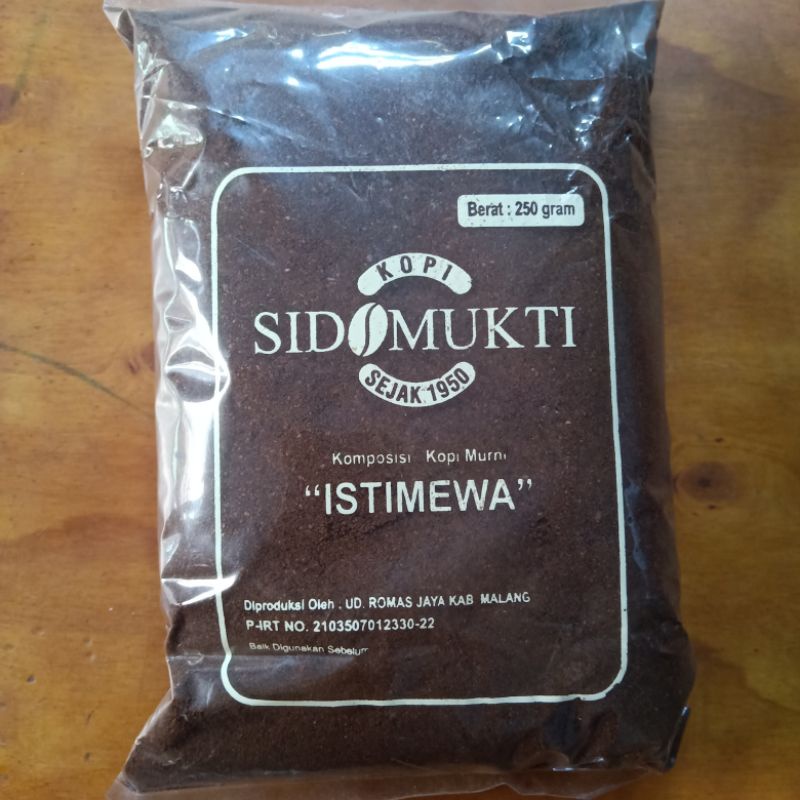 Berat : 250 gram
KOPI
SIDOMUKTI
SEJAK 1950
Komposisi Kopi Murni
“ISTIMEWA”
Diproduksi Oleh . UD. ROMAS JAYA KAB MALANG
P-IRT NO. 2103507012330-22
Baik Digunakan Sebelum